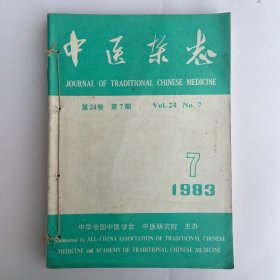 中医杂志
JOURNAL OF TRADITIONAL CHINESE MEDICINE
第24卷 第7期 Vol.24 No.7
7
1983
中华全国中医学会 中医研究院 主办
Sponsored by ALL-CHINA ASSOCIATION OF TRADITIONAL CHINESE
MEDICINE and ACADEMY OF TRADITIONAL CHINESE MEDICINE